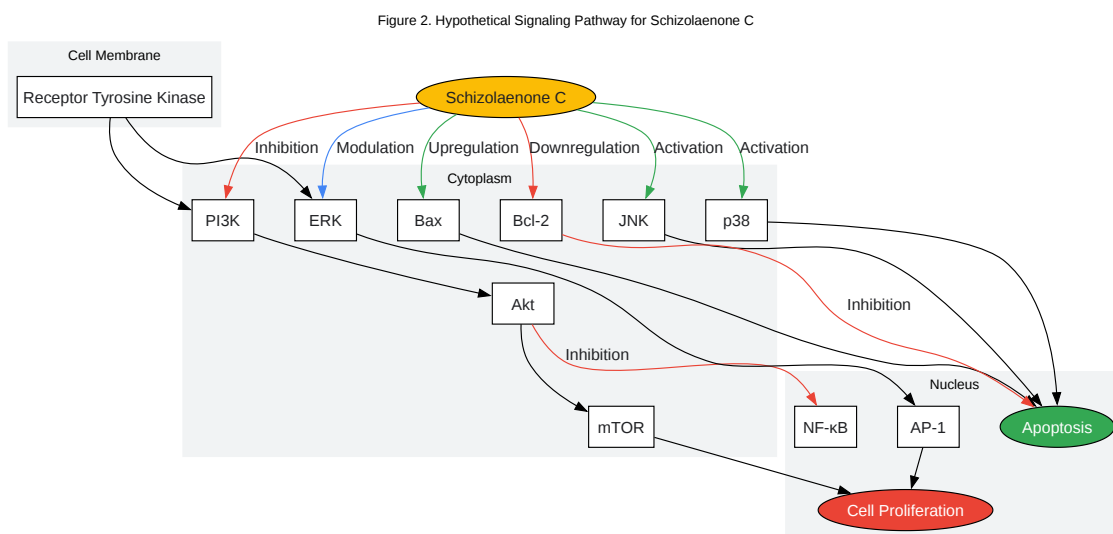 Figure 2. Hypothetical Signaling Pathway for Schizolaenone C
Cell Membrane
Receptor Tyrosine Kinase
Schizolaenone C
Inhibition
Modulation
Upregulation
Downregulation
Activation
Activation
Cytoplasm
PI3K
ERK
Bax
Bcl-2
JNK
p38
Akt
Inhibition
Inhibition
Nucleus
mTOR
NF-κB
AP-1
Apoptosis
Cell Proliferation